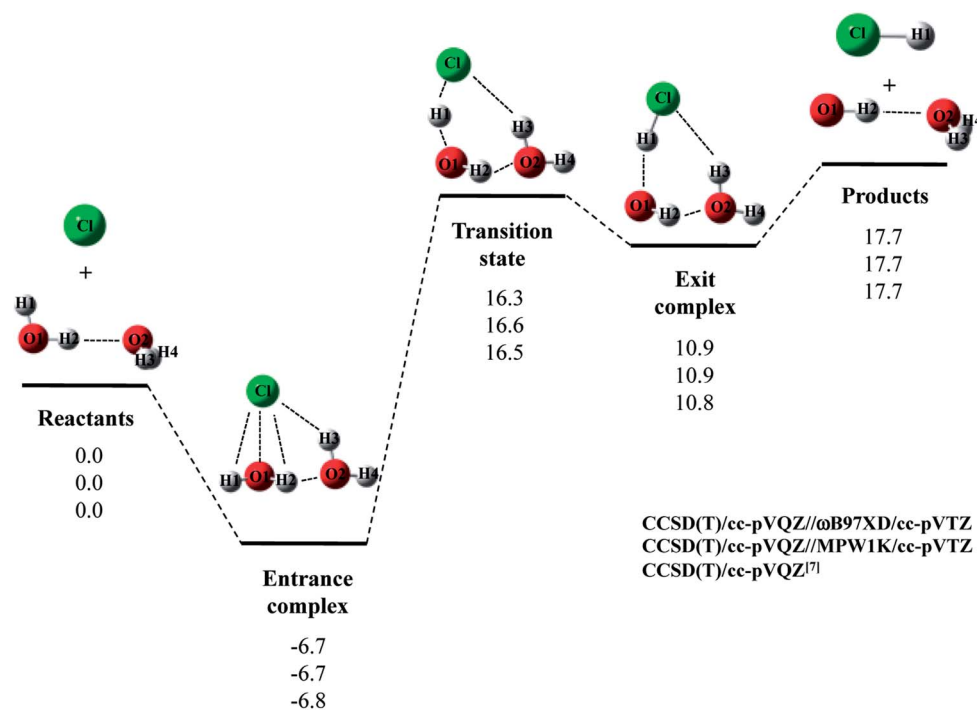 Cl
+
H1
O1
H2
O2
H3
H4
Reactants
0.0
0.0
0.0
Cl
H3
H1
O1
H2
O2
H4
Entrance
complex
-6.7
-6.7
-6.8
Cl
H1
H3
O1
H2
O2
H4
Transition
state
16.3
16.6
16.5
Cl
H1
H3
O1
H2
O2
H4
Exit
complex
10.9
10.9
10.8
Cl
H1
+
O1
H2
O2
H4
H3
Products
17.7
17.7
17.7
CCSD(T)/cc-pVQZ//ωB97XD/cc-pVTZ
CCSD(T)/cc-pVQZ//MPW1K/cc-pVTZ
CCSD(T)/cc-pVQZ[7]